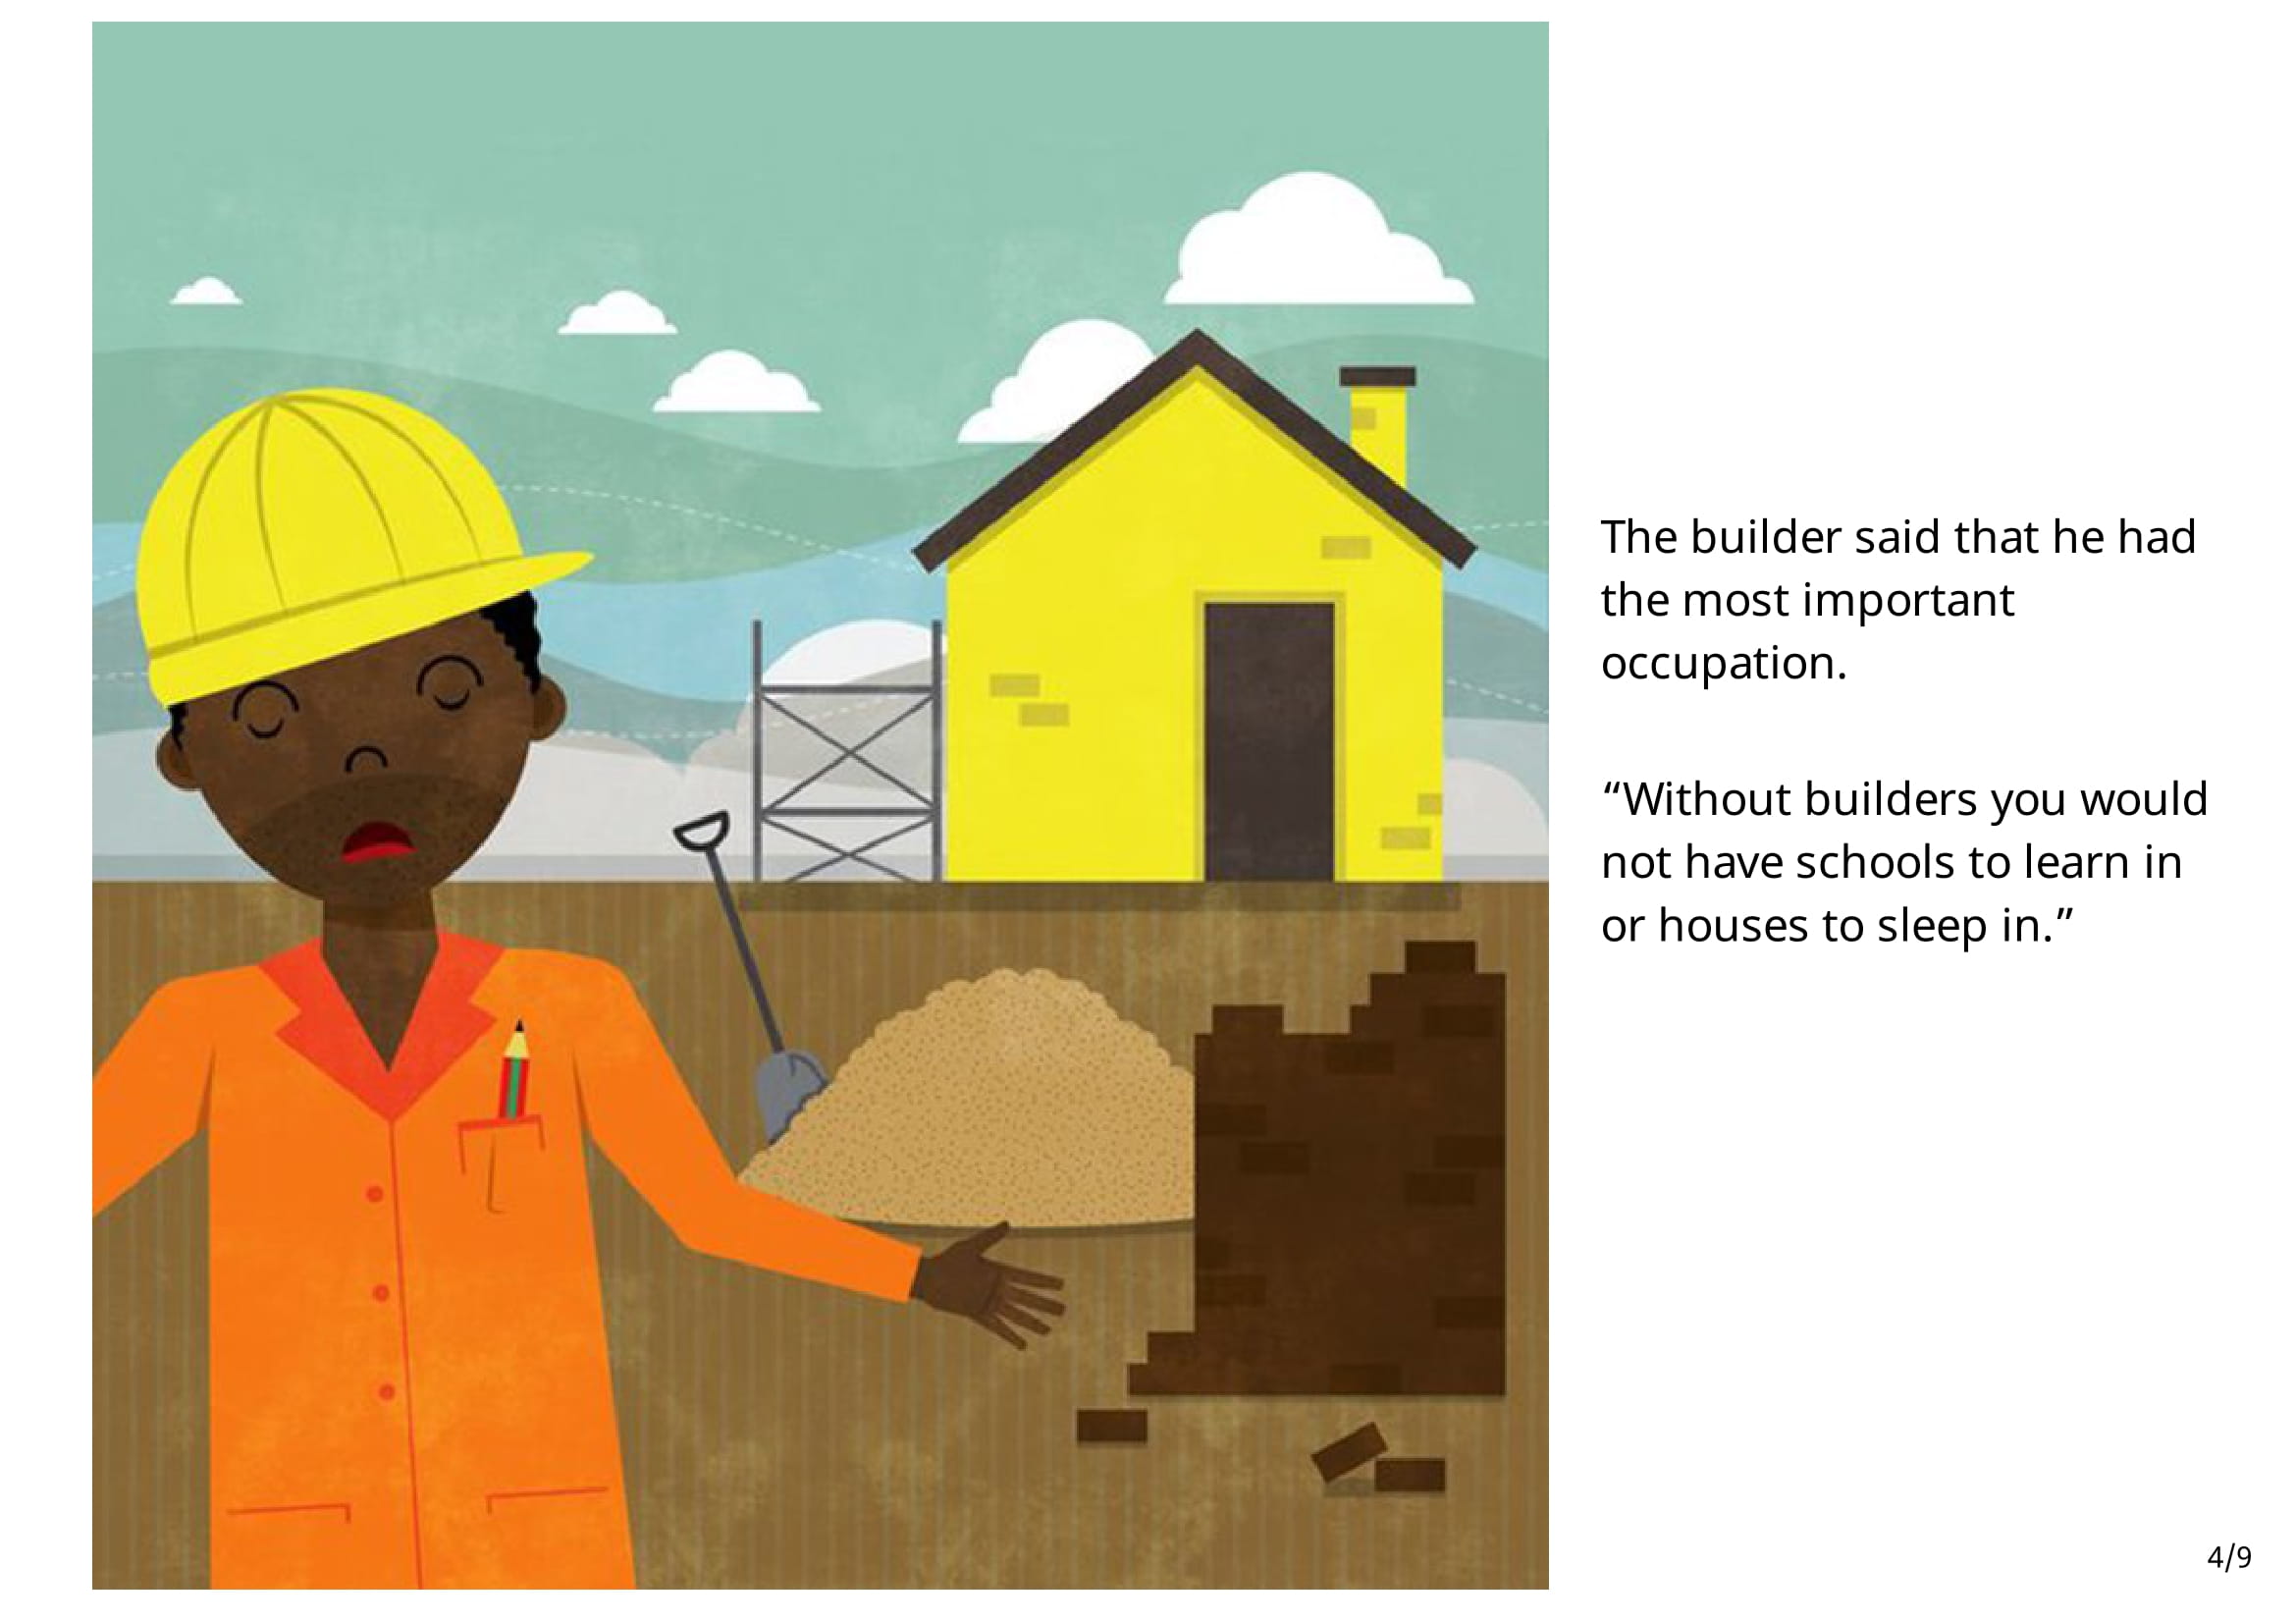 The builder said that he had
the most important
occupation.
“Without builders you would
not have schools to learn in
or houses to sleep in.”
4/9